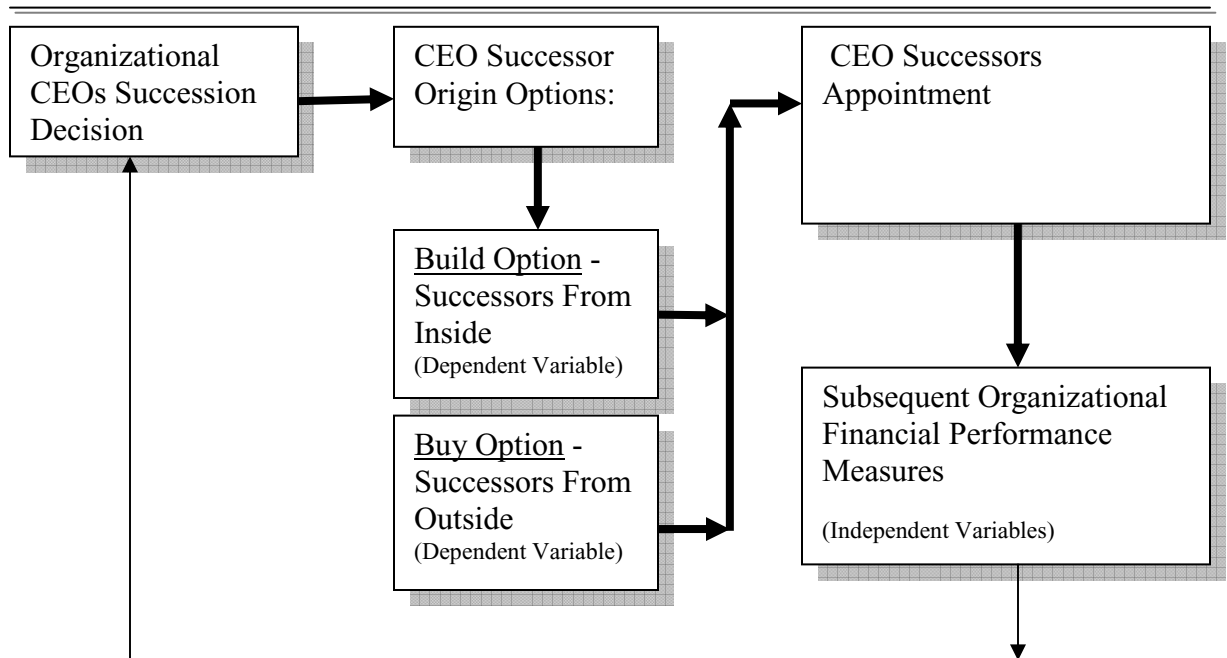 Organizational
CEOs Succession
Decision
CEO Successor
Origin Options:
Build Option -
Successors From
Inside
(Dependent Variable)
Buy Option -
Successors From
Outside
(Dependent Variable)
CEO Successors
Appointment
Subsequent Organizational
Financial Performance
Measures
(Independent Variables)